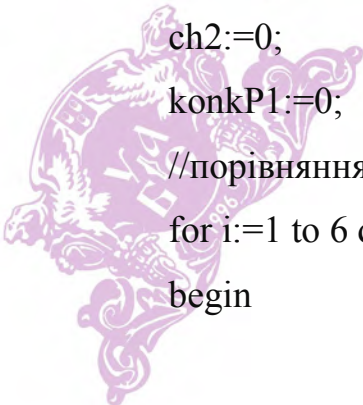 ch2:=0;
konkP1:=0;
//порівняння
for i:=1 to 6
begin